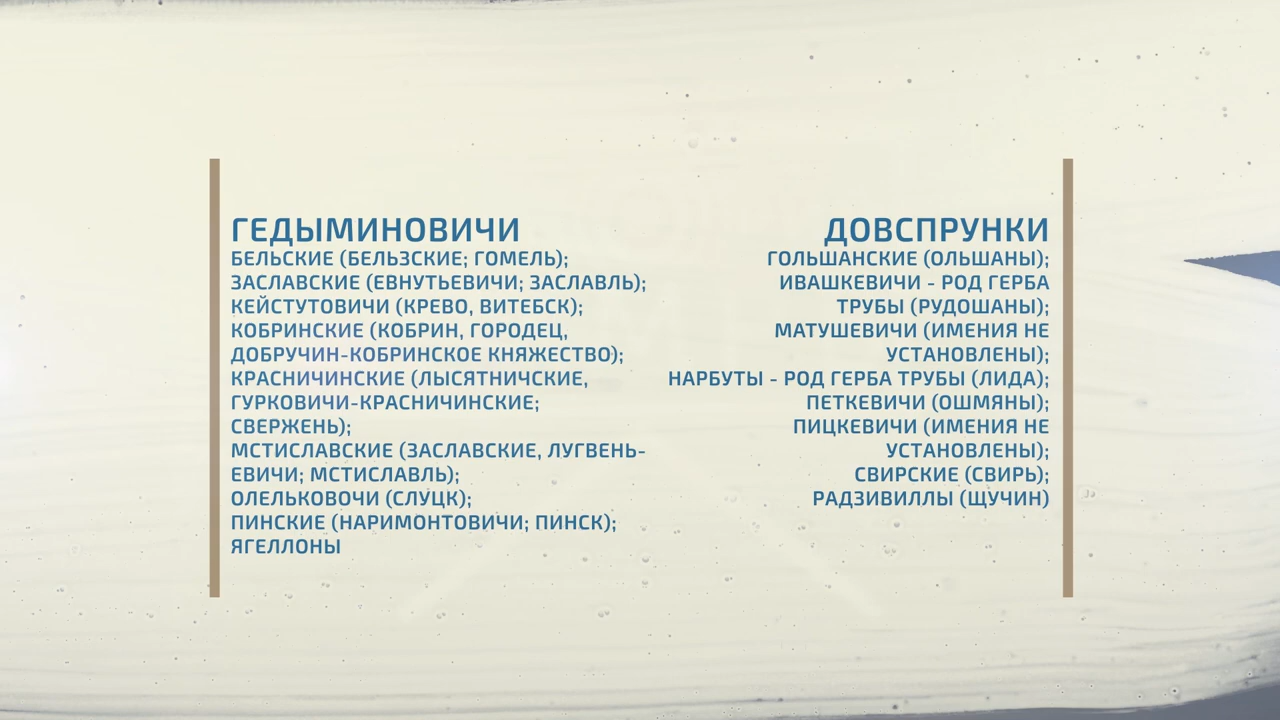 ГЕДЫМИНОВИЧИ
БЕЛЬСКИЕ (БЕЛЬЗСКИЕ; ГОМЕЛЬ);
ЗАСЛАВСКИЕ (ЕВНУТЬЕВИЧИ; ЗАСЛАВЛЬ);
КЕЙСТУТОВИЧИ (КРЕВО, ВИТЕБСК);
КОБРИНСКИЕ (КОБРИН, ГОРОДЕЦ,
ДОБРУЧИН-КОБРИНСКОЕ КНЯЖЕСТВО);
КРАСНИЧИНСКИЕ (ЛЫСЯТНИЧСКИЕ,
ГУРКОВИЧИ-КРАСНИЧИНСКИЕ;
СВЕРЖЕНЬ);
МСТИСЛАВСКИЕ (ЗАСЛАВСКИЕ, ЛУГВЕНЬ-
ЕВИЧИ; МСТИСЛАВЛЬ);
ОЛЕЛЬКОВОЧИ (СЛУЦК);
ПИНСКИЕ (НАРИМОНТОВИЧИ; ПИНСК);
ЯГЕЛЛОНЫ
ДОВСПРУНКИ
ГОЛЬШАНСКИЕ (ОЛЬШАНЫ);
ИВАШКЕВИЧИ - РОД ГЕРБА
ТРУБЫ (РУДОШАНЫ);
МАТУШЕВИЧИ (ИМЕНИЯ НЕ
УСТАНОВЛЕНЫ);
НАРБУТЫ - РОД ГЕРБА ТРУБЫ (ЛИДА);
ПЕТКЕВИЧИ (ОШМЯНЫ);
ПИЦКЕВИЧИ (ИМЕНИЯ НЕ
УСТАНОВЛЕНЫ);
СВИРСКИЕ (СВИРЬ);
РАДЗИВИЛЛЫ (ЩУЧИН)